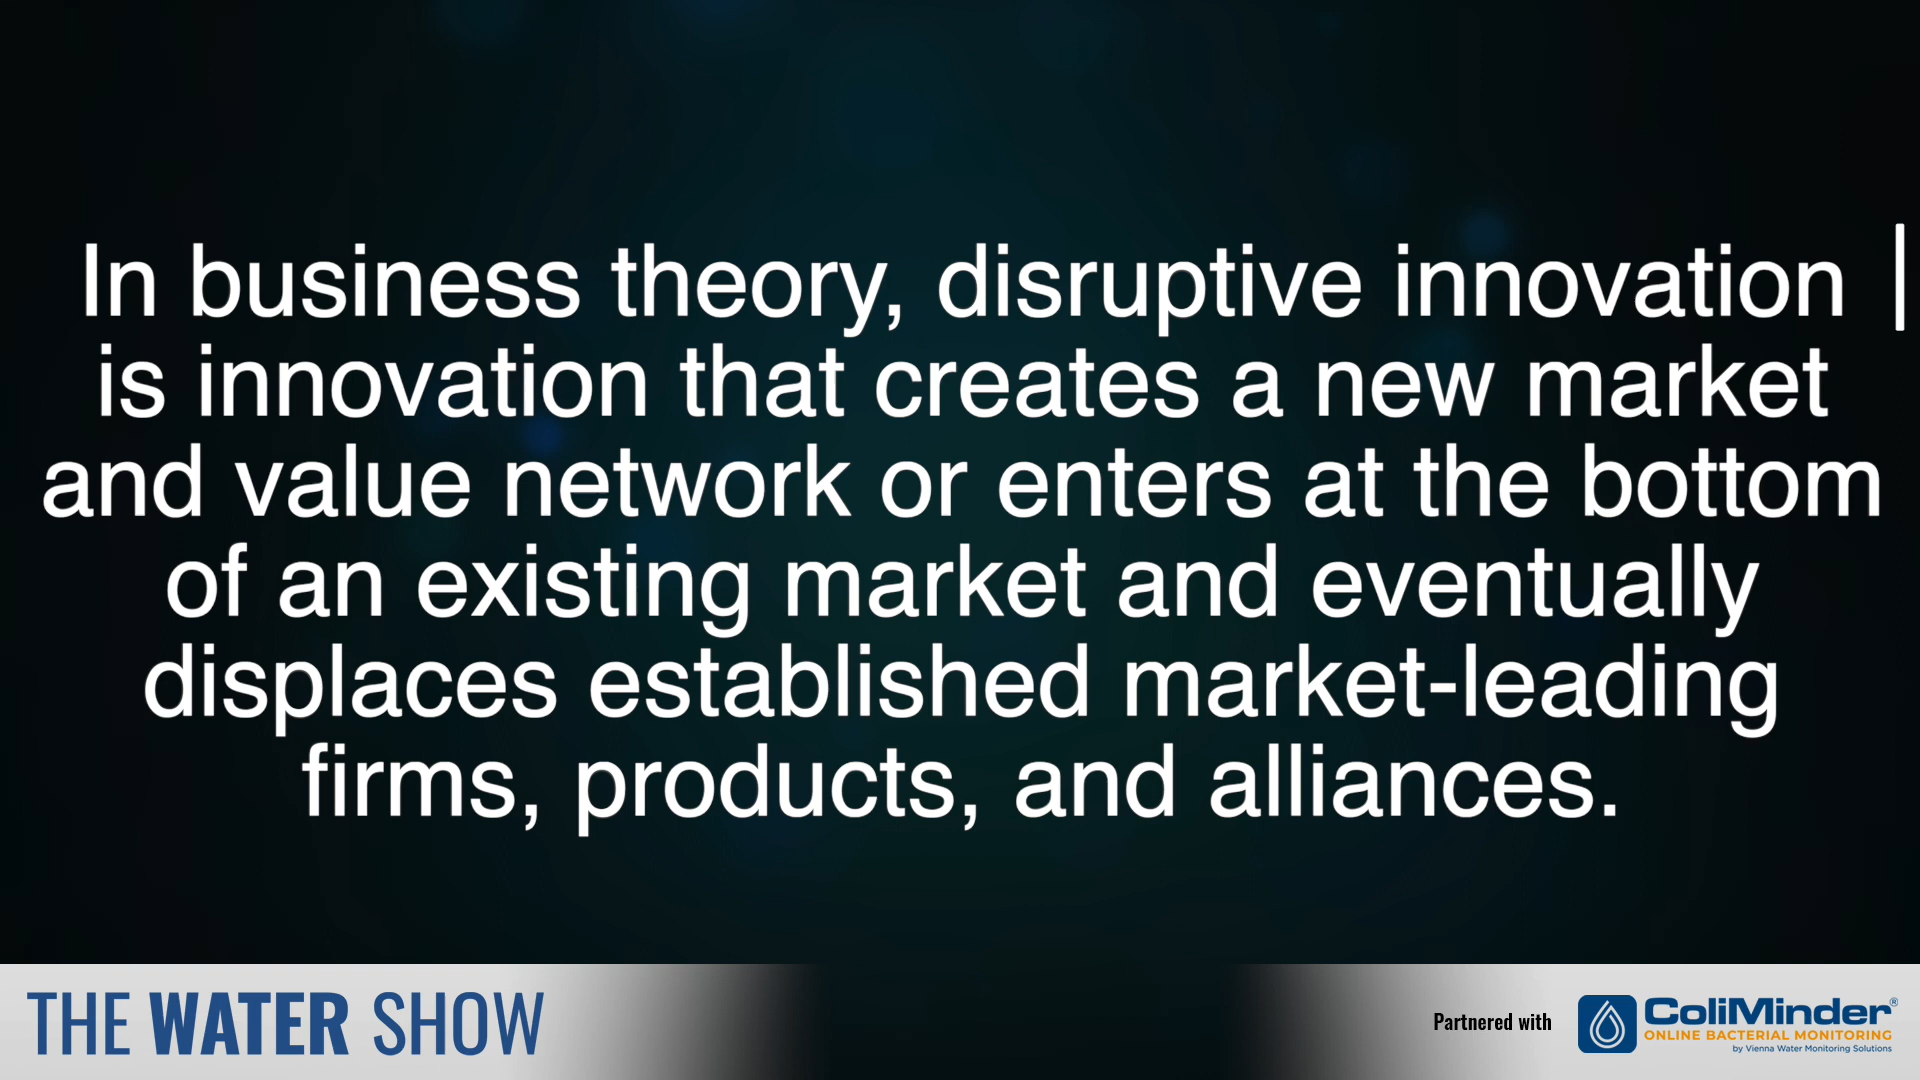 In business theory, disruptive innovation
is innovation that creates a new market
and value network or enters at the bottom
of an existing market and eventually
displaces established market-leading
firms, products, and alliances.
THE WATER SHOW
Partnered with
ColiMinder®
ONLINE BACTERIAL MONITORING
by Vienna Water Monitoring Solutions